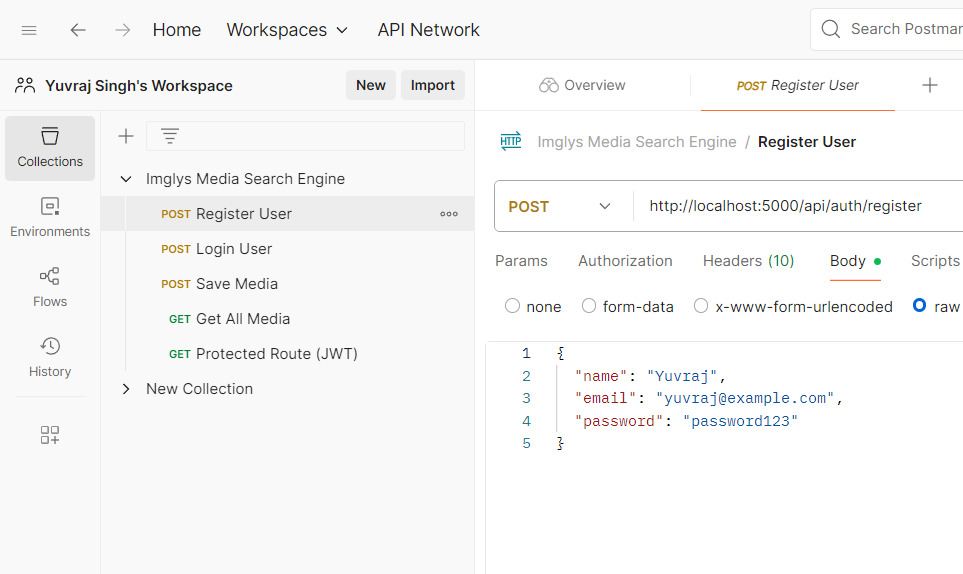 Home Workspaces API Network Search Postman
Yuvraj Singh's Workspace New Import
Overview POST Register User
Collections
Environments
Flows
History
Imglys Media Search Engine
POST Register User
POST Login User
POST Save Media
GET Get All Media
GET Protected Route (JWT)
New Collection
HTTP Imglys Media Search Engine / Register User
POST http://localhost:5000/api/auth/register
Params Authorization Headers (10) Body Scripts
none form-data x-www-form-urlencoded raw
1 {
2 "name": "Yuvraj",
3 "email": "yuvraj@example.com",
4 "password": "password123"
5 }